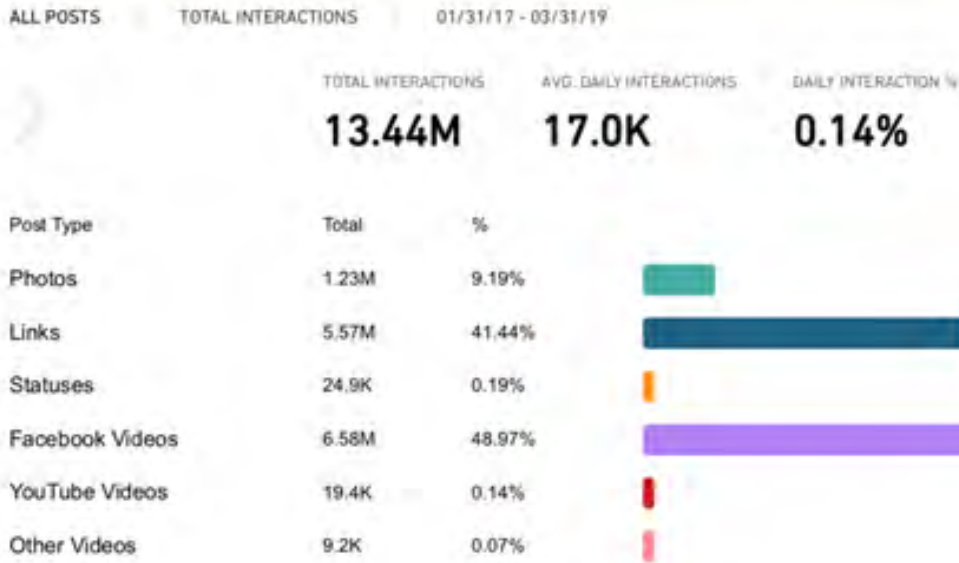 ALL POSTS TOTAL INTERACTIONS 01/31/17 - 03/31/19
TOTAL INTERACTIONS AVG. DAILY INTERACTIONS DAILY INTERACTION %
13.44M 17.0K 0.14%
Post Type Total %
Photos 1.23M 9.19%
Links 5.57M 41.44%
Statuses 24.9K 0.19%
Facebook Videos 6.58M 48.97%
YouTube Videos 19.4K 0.14%
Other Videos 9.2K 0.07%